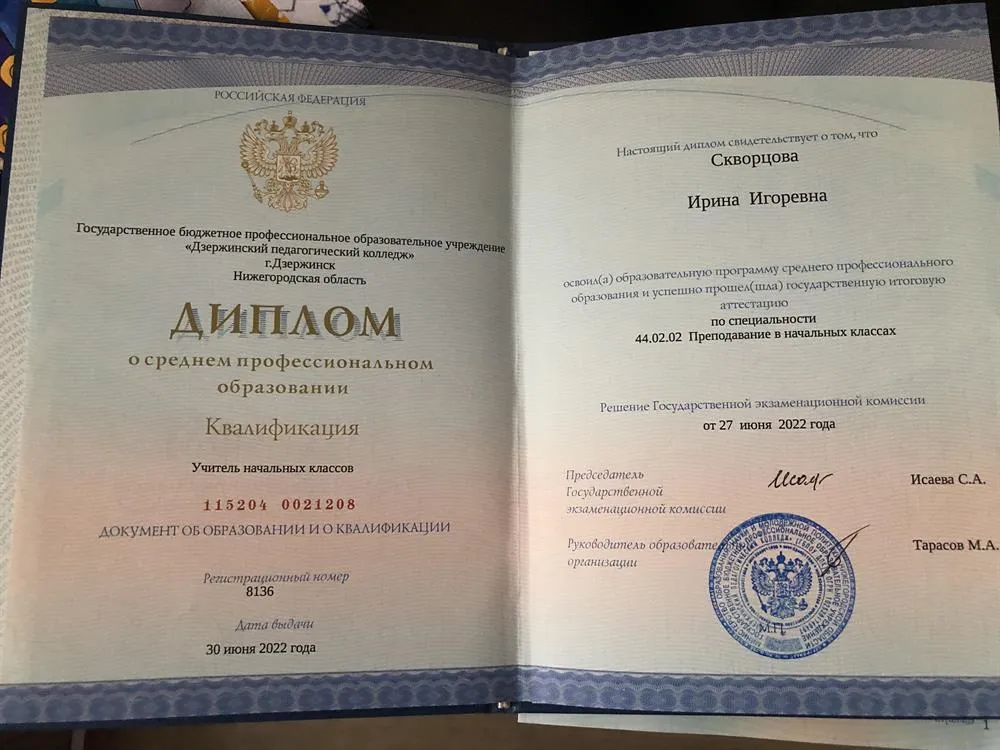 РОССИЙСКАЯ ФЕДЕРАЦИЯ
Государственное бюджетное профессиональное образовательное учреждение
«Дзержинский педагогический колледж»
г.Дзержинск
Нижегородская область
ДИПЛОМ
о среднем профессиональном
образовании
Квалификация
Учитель начальных классов
115204 0021208
ДОКУМЕНТ ОБ ОБРАЗОВАНИИ И О КВАЛИФИКАЦИИ
Регистрационный номер
8136
Дата выдачи
30 июня 2022 года
Настоящий диплом свидетельствует о том, что
Скворцова
Ирина Игоревна
освоил(а) образовательную программу среднего профессионального
образования и успешно прошел(шла) государственную итоговую
аттестацию
по специальности
44.02.02 Преподавание в начальных классах
Решение Государственной экзаменационной комиссии
от 27 июня 2022 года
Председатель
Государственной
экзаменационной комиссии
Исаева С.А.
Руководитель образовате
организации
Тарасов М.А.
М.П.